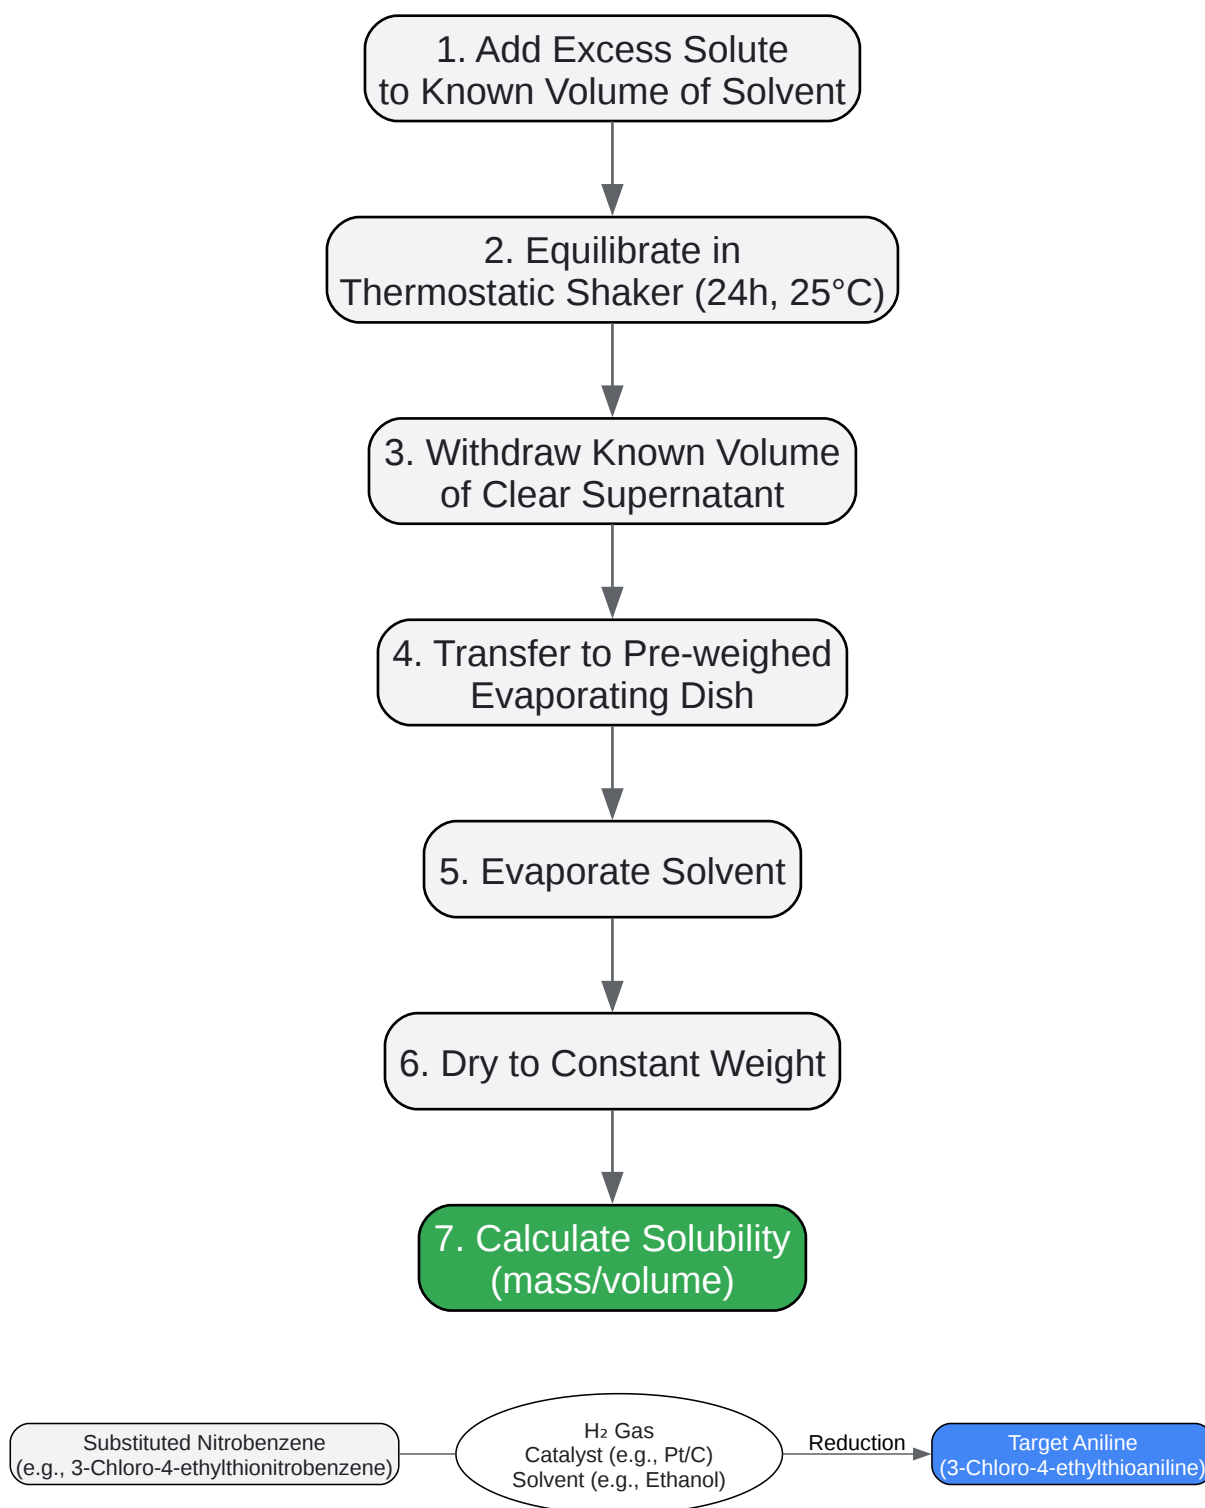 1. Add Excess Solute
to Known Volume of Solvent
2. Equilibrate in
Thermostatic Shaker (24h, 25°C)
3. Withdraw Known Volume
of Clear Supernatant
4. Transfer to Pre-weighed
Evaporating Dish
5. Evaporate Solvent
6. Dry to Constant Weight
7. Calculate Solubility
(mass/volume)
Substituted Nitrobenzene
(e.g., 3-Chloro-4-ethylthionitrobenzene)
H₂ Gas
Catalyst (e.g., Pt/C)
Solvent (e.g., Ethanol)
Reduction
Target Aniline
(3-Chloro-4-ethylthioaniline)